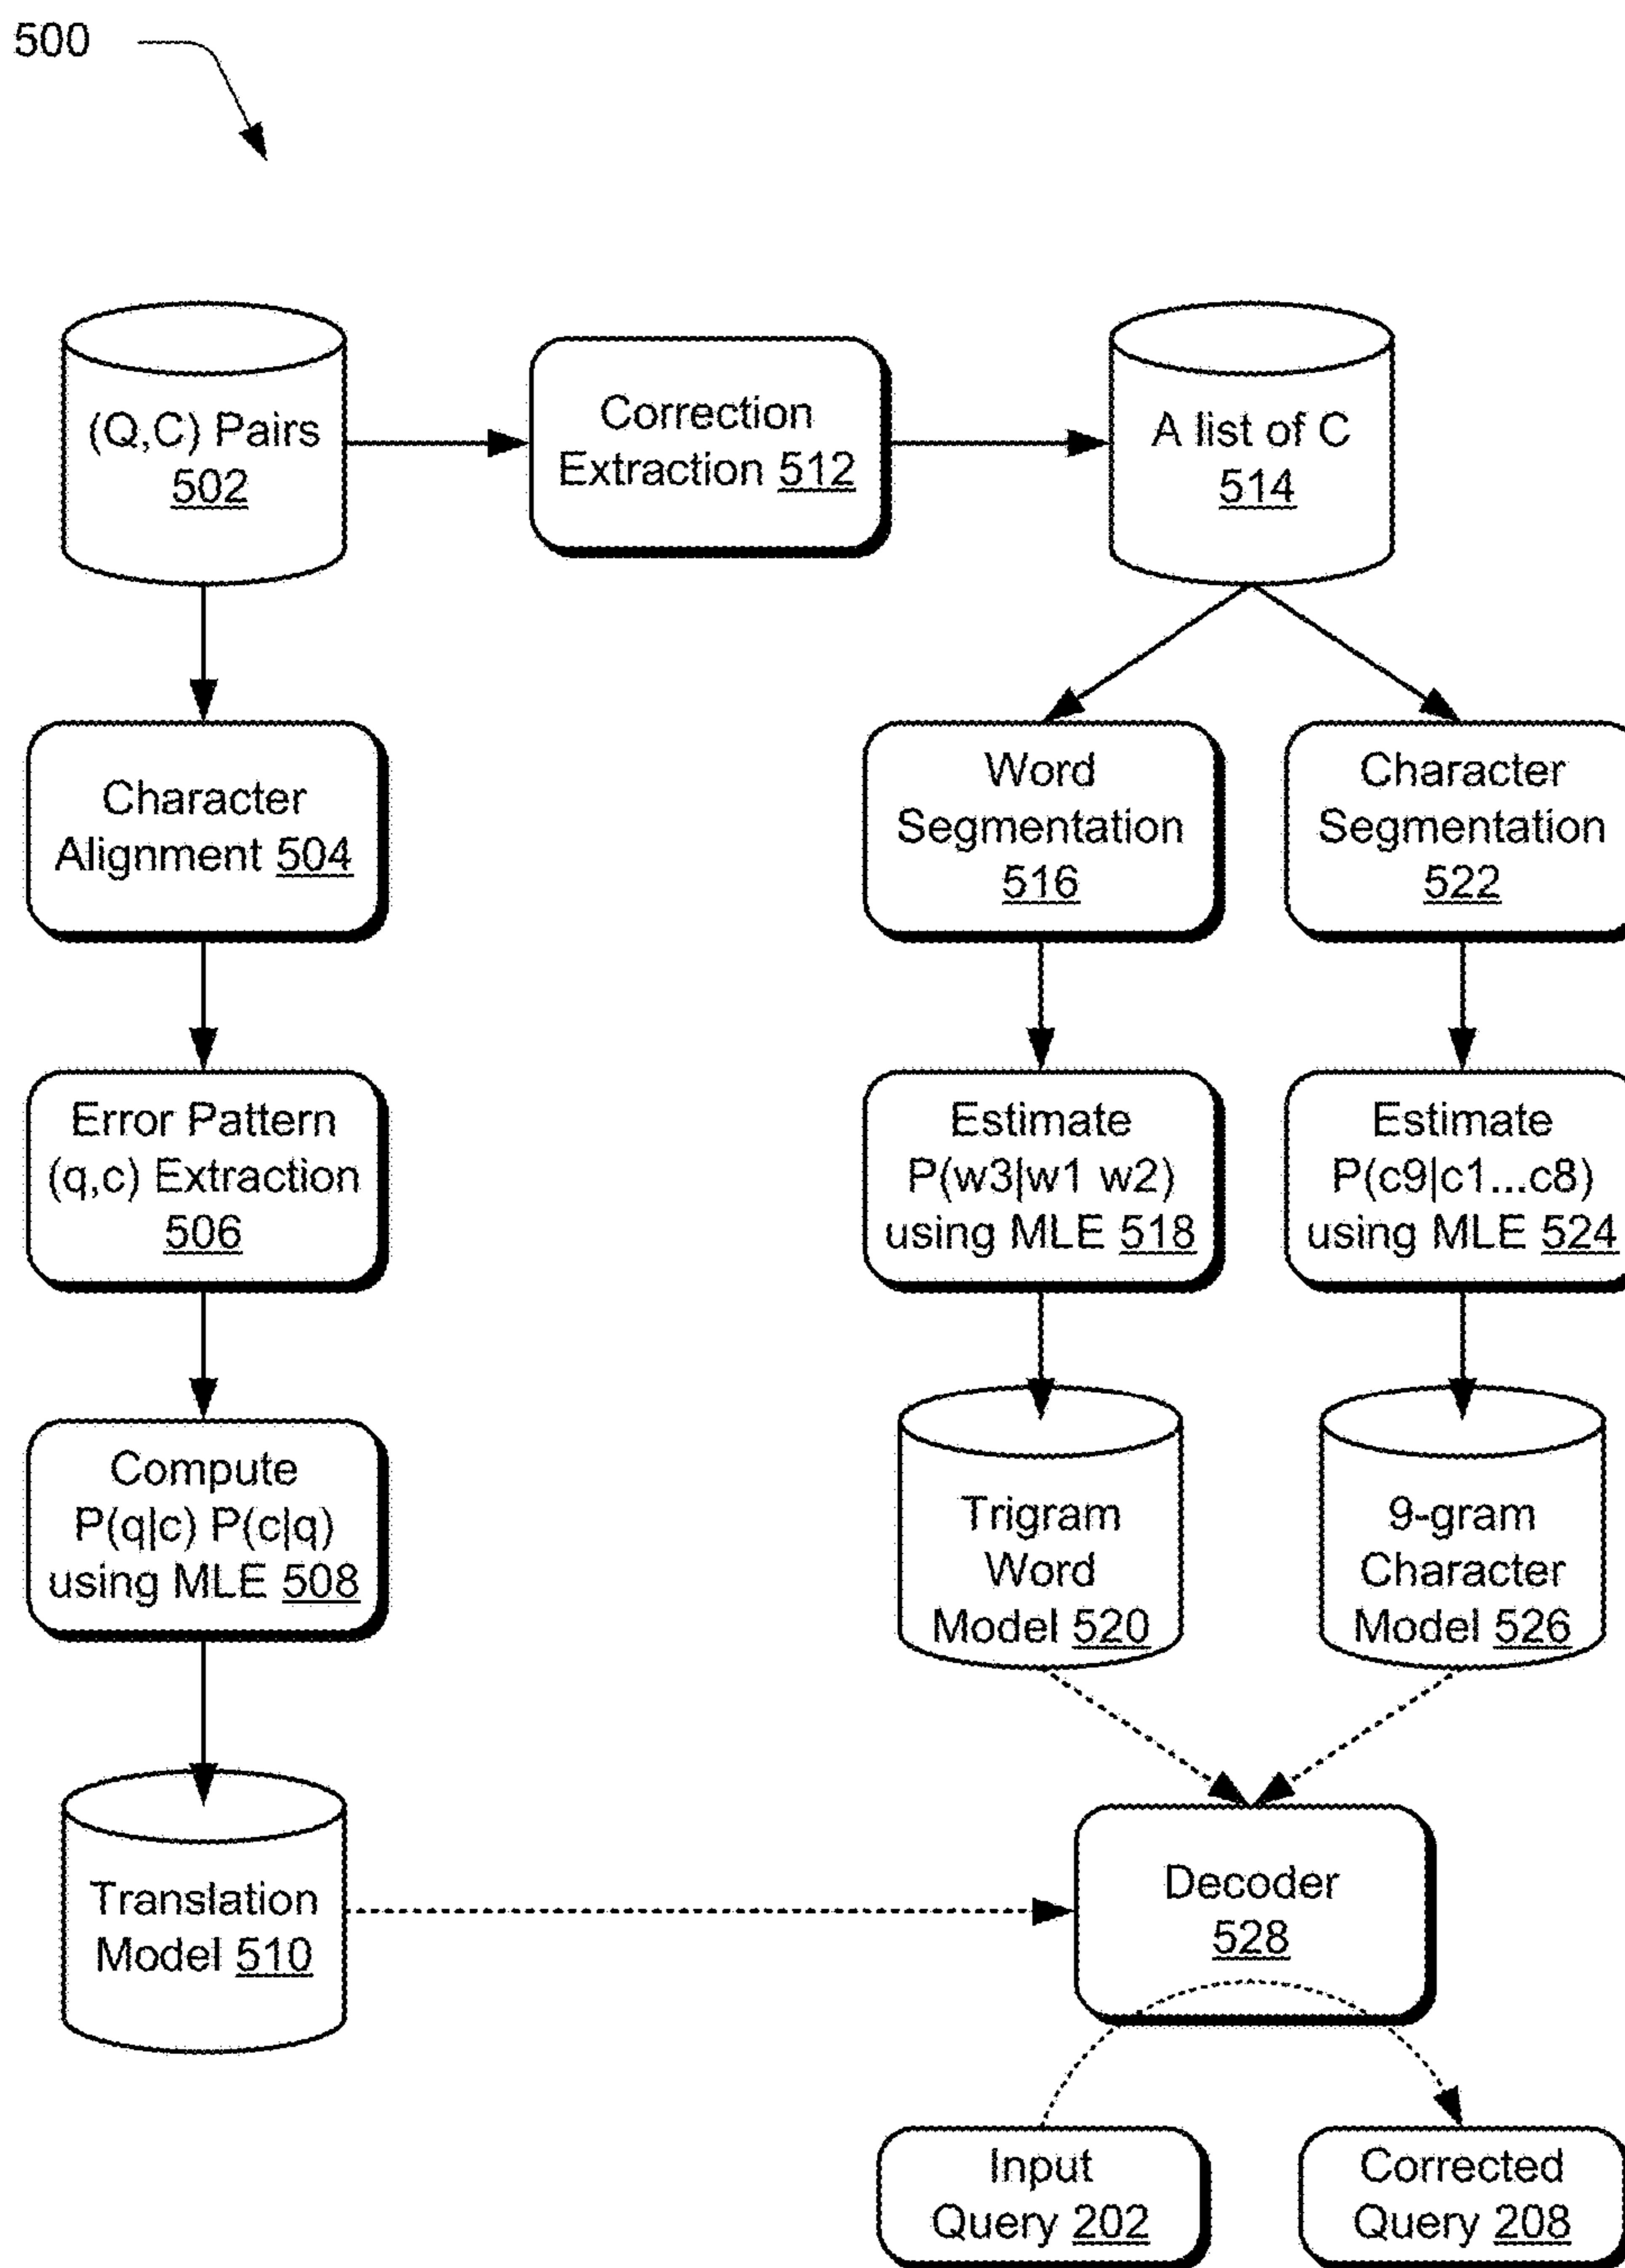 500
(Q,C) Pairs
502
Correction
Extraction 512
A list of C
514
Character
Alignment 504
Word
Segmentation
516
Character
Segmentation
522
Error Pattern
(q,c) Extraction
506
Estimate
P(w3|w1 w2)
using MLE 518
Estimate
P(c9|c1...c8)
using MLE 524
Compute
P(q|c) P(c|q)
using MLE 508
Trigram
Word
Model 520
9-gram
Character
Model 526
Translation
Model 510
Decoder
528
Input
Query 202
Corrected
Query 208